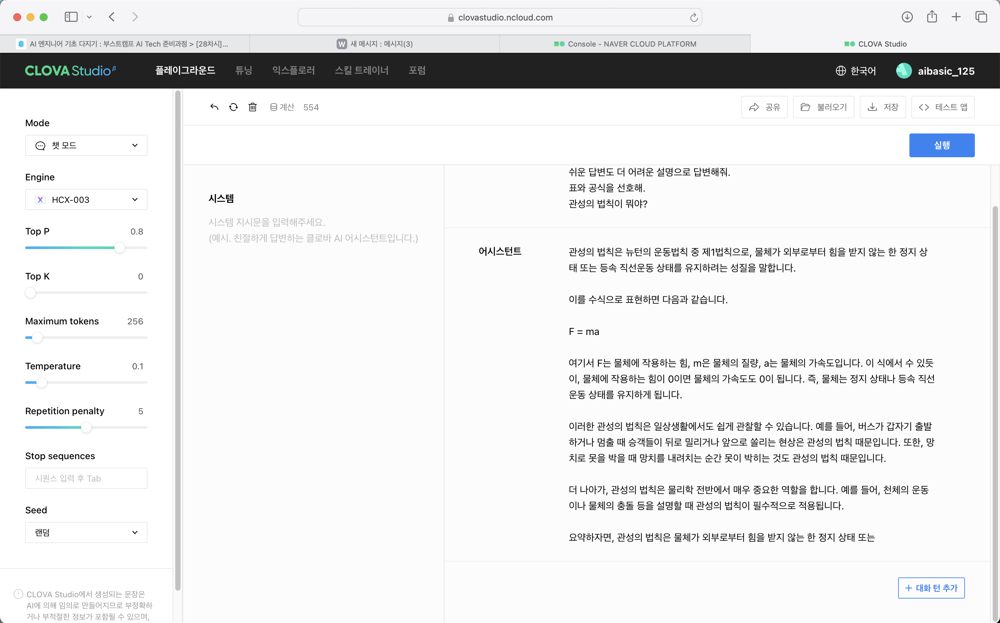 clovastudio.ncloud.com
AI 엔지니어 기초 다지기 : 부스트캠프 AI Tech 준비과정 > [28차시]...
W 새 메시지 : 메시지(3)
Console - NAVER CLOUD PLATFORM
CLOVA Studio
CLOVA Studio β
플레이그라운드
튜닝
익스플로러
스킬 트레이너
포럼
한국어
aibasic_125
계산 554
공유
불러오기
저장
테스트 앱
실행
Mode
챗 모드
Engine
X HCX-003
Top P 0.8
Top K 0
Maximum tokens 256
Temperature 0.1
Repetition penalty 5
Stop sequences
시퀀스 입력 후 Tab
Seed
랜덤
CLOVA Studio에서 생성되는 문장은
AI에 의해 임의로 만들어지므로 부정확하
거나 부적절한 정보가 포함될 수 있으며,
시스템
시스템 지시문을 입력해주세요.
(예시. 친절하게 답변하는 클로바 AI 어시스턴트입니다.)
쉬운 답변도 더 어려운 설명으로 답변해줘.
표와 공식을 선호해.
관성의 법칙이 뭐야?
어시스턴트
관성의 법칙은 뉴턴의 운동법칙 중 제1법칙으로, 물체가 외부로부터 힘을 받지 않는 한 정지 상
태 또는 등속 직선운동 상태를 유지하려는 성질을 말합니다.
이를 수식으로 표현하면 다음과 같습니다.
F = ma
여기서 F는 물체에 작용하는 힘, m은 물체의 질량, a는 물체의 가속도입니다. 이 식에서 수 있듯
이, 물체에 작용하는 힘이 0이면 물체의 가속도도 0이 됩니다. 즉, 물체는 정지 상태나 등속 직선
운동 상태를 유지하게 됩니다.
이러한 관성의 법칙은 일상생활에서도 쉽게 관찰할 수 있습니다. 예를 들어, 버스가 갑자기 출발
하거나 멈출 때 승객들이 뒤로 밀리거나 앞으로 쏠리는 현상은 관성의 법칙 때문입니다. 또한, 망
치로 못을 박을 때 망치를 내려치는 순간 못이 박히는 것도 관성의 법칙 때문입니다.
더 나아가, 관성의 법칙은 물리학 전반에서 매우 중요한 역할을 합니다. 예를 들어, 천체의 운동
이나 물체의 충돌 등을 설명할 때 관성의 법칙이 필수적으로 적용됩니다.
요약하자면, 관성의 법칙은 물체가 외부로부터 힘을 받지 않는 한 정지 상태 또는
+ 대화 턴 추가